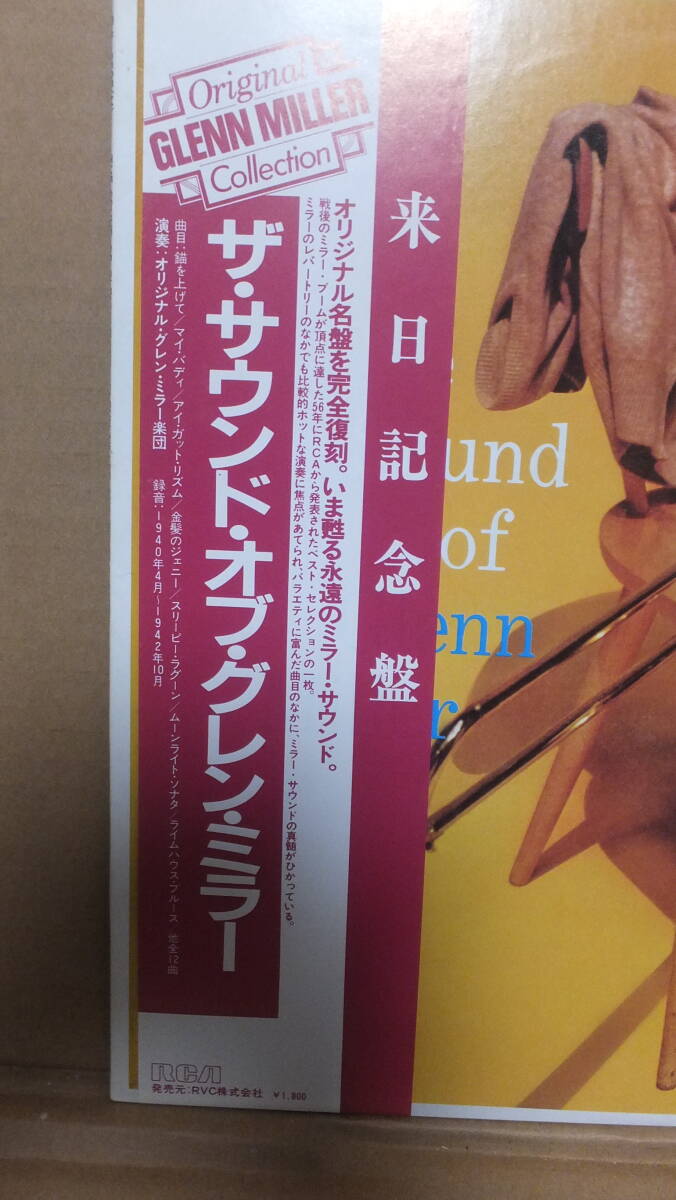 Original
GLENN MILLER
Collection
来日記念盤
オリジナル名盤を完全復刻。いま甦る永遠のミラー・サウンド。
戦後のミラー・ブームが頂点に達した56年にRCAから発表されたベスト・セレクションの一枚。
ミラーのレパートリーのなかでも比較的ホットな演奏に焦点があてられ、バラエティに富んだ曲目のなかに、ミラー・サウンドの真髄がひかっている。
ザ・サウンド・オブ・グレン・ミラー
曲目:錨を上げて/マイ・バディ/アイ・ガット・リズム/金髪のジェニー/スリーピー・ラグーン/ムーンライト・ソナタ/ライムハウス・ブルース 他全12曲
演奏:オリジナル・グレン・ミラー楽団 録音:1940年4月~1942年10月
RCA
発売元:RVC株式会社 ¥1,800
und
of
enn
r